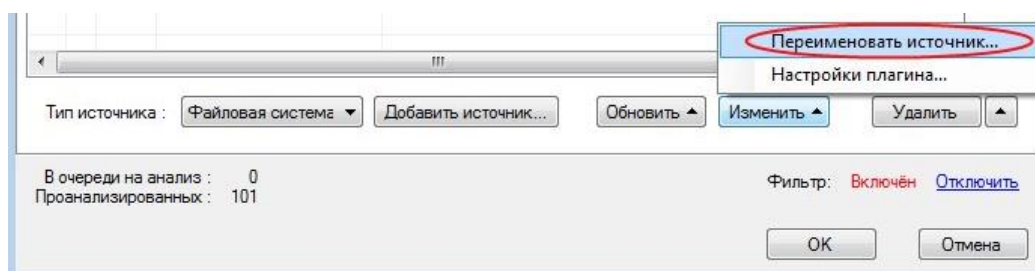 Переименовать источник...
Настройки плагина...
Тип источника : Файловая система Добавить источник... Обновить Изменить Удалить
В очереди на анализ : 0
Фильтр: Включён Отключить
Проанализированных : 101
OK Отмена